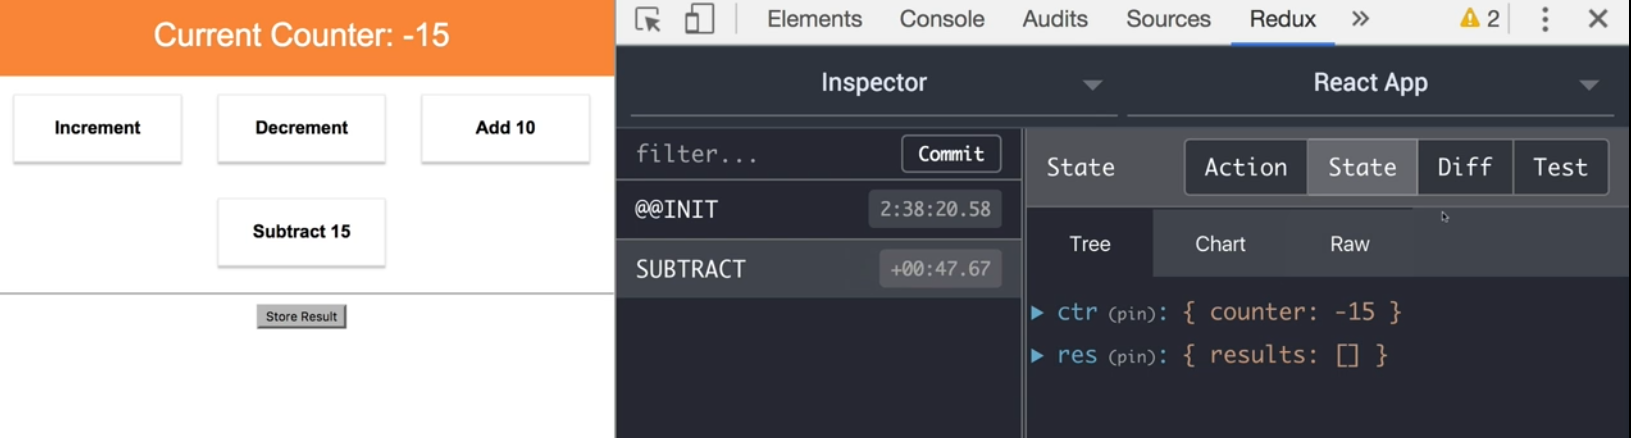 Current Counter: -15
Increment
Decrement
Add 10
Subtract 15
Store Result
Elements Console Audits Sources Redux » 2
Inspector
React App
filter... Commit
@@INIT 2:38:20.58
SUBTRACT +00:47.67
State Action State Diff Test
Tree Chart Raw
ctr (pin): { counter: -15 }
res (pin): { results: [] }